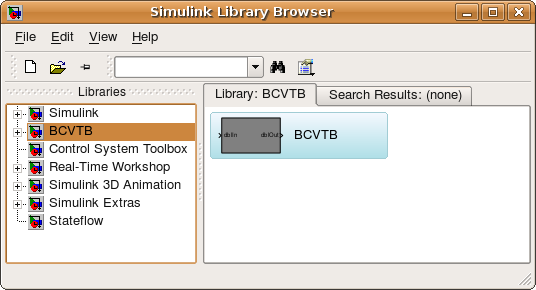 Simulink Library Browser
File Edit View Help
Libraries
Library: BCVTB
Search Results: (none)
Simulink
BCVTB
Control System Toolbox
Real-Time Workshop
Simulink 3D Animation
Simulink Extras
Stateflow
dblIn
dblOut
BCVTB